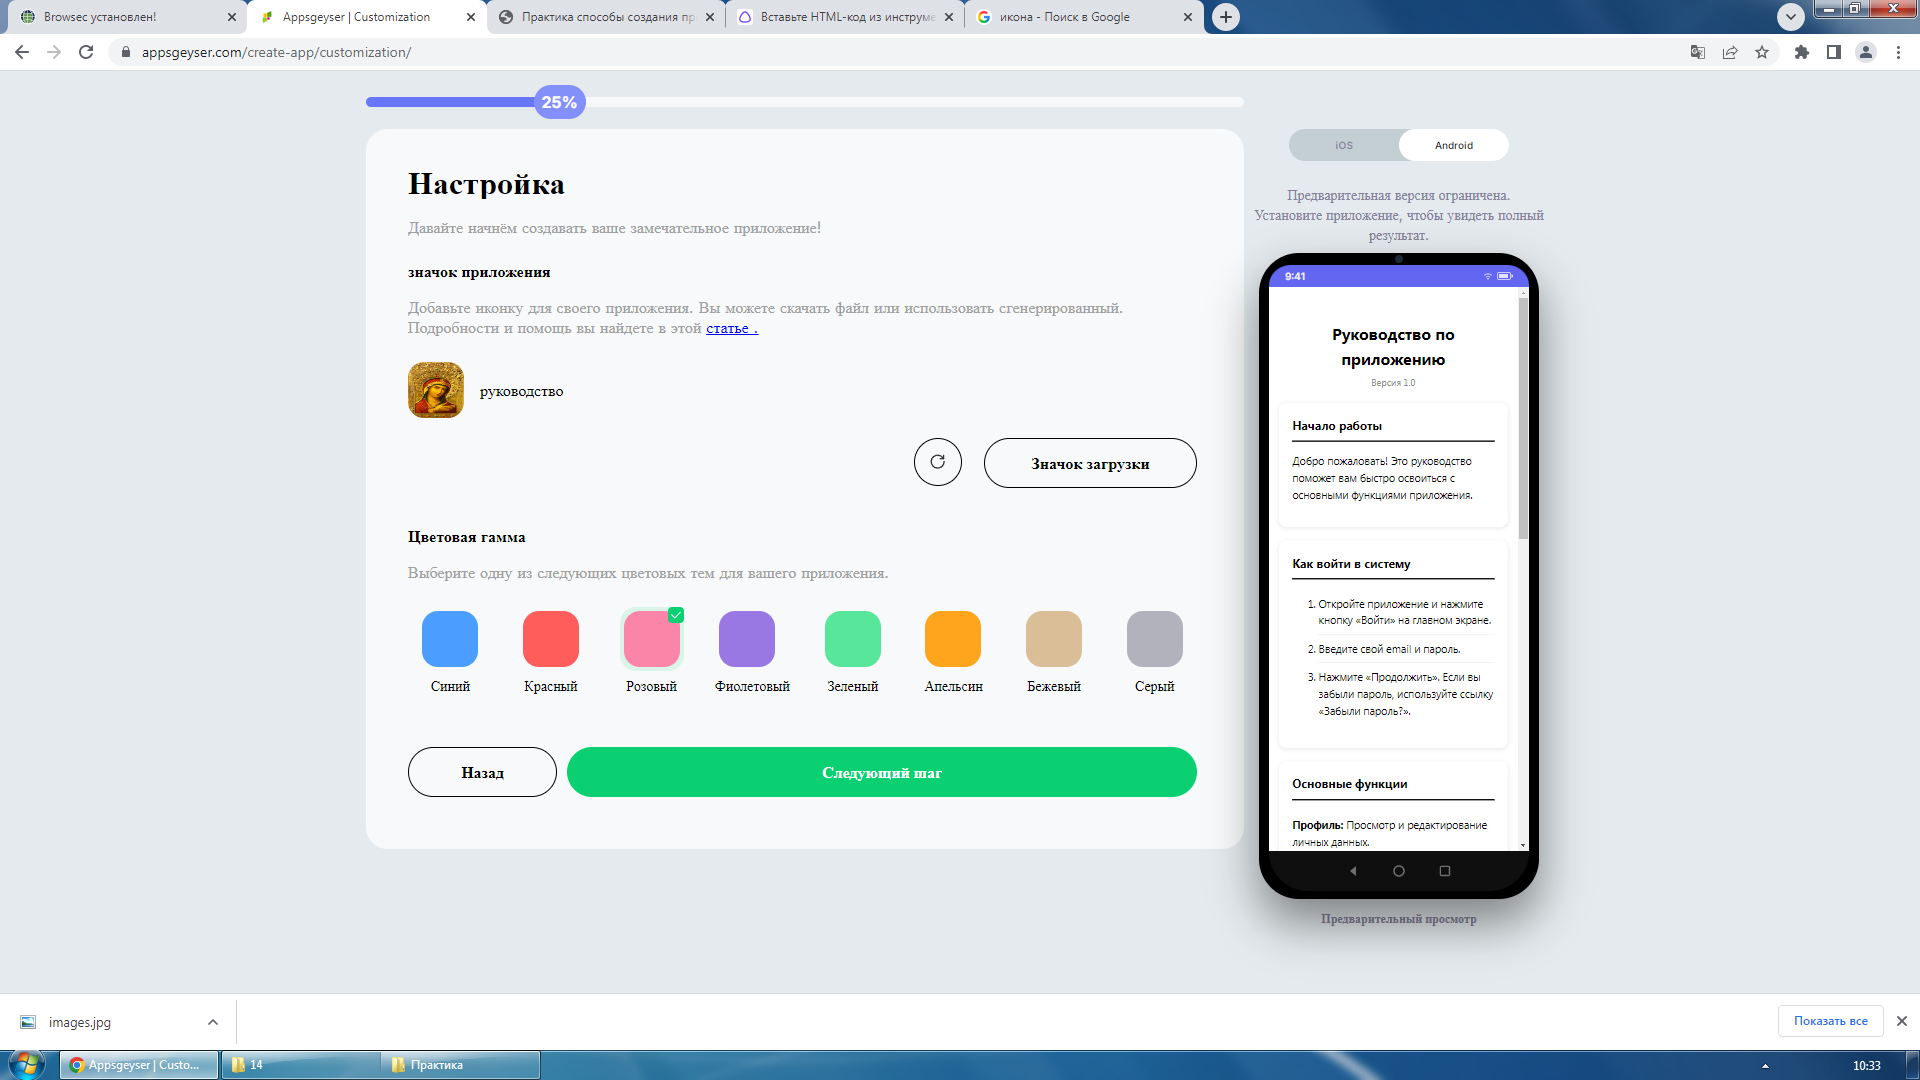 Browsec установлен!
Appsgeyser | Customization
Практика способы создания пр
Вставьте HTML-код из инструме
икона - Поиск в Google
appsgeyser.com/create-app/customization/
25%
Настройка
Давайте начнём создавать ваше замечательное приложение!
значок приложения
Добавьте иконку для своего приложения. Вы можете скачать файл или использовать сгенерированный.
Подробности и помощь вы найдете в этой статье .
руководство
Значок загрузки
Цветовая гамма
Выберите одну из следующих цветовых тем для вашего приложения.
Синий
Красный
Розовый
Фиолетовый
Зеленый
Апельсин
Бежевый
Серый
Назад
Следующий шаг
iOS
Android
Предварительная версия ограничена.
Установите приложение, чтобы увидеть полный
результат.
9:41
Руководство по
приложению
Версия 1.0
Начало работы
Добро пожаловать! Это руководство
поможет вам быстро освоиться с
основными функциями приложения.
Как войти в систему
1. Откройте приложение и нажмите
кнопку «Войти» на главном экране.
2. Введите свой email и пароль.
3. Нажмите «Продолжить». Если вы
забыли пароль, используйте ссылку
«Забыли пароль?».
Основные функции
Профиль: Просмотр и редактирование
личных данных.
Предварительный просмотр
images.jpg
Показать все
Appsgeyser | Custo...
14
Практика
10:33